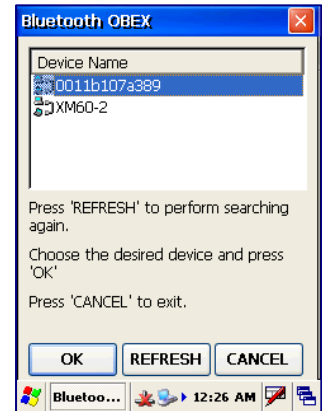 Bluetooth OBEX
Device Name
0011b107a389
XM60-2
Press 'REFRESH' to perform searching
again.
Choose the desired device and press
'OK'
Press 'CANCEL' to exit.
OK REFRESH CANCEL
Bluetoo... 12:26 AM